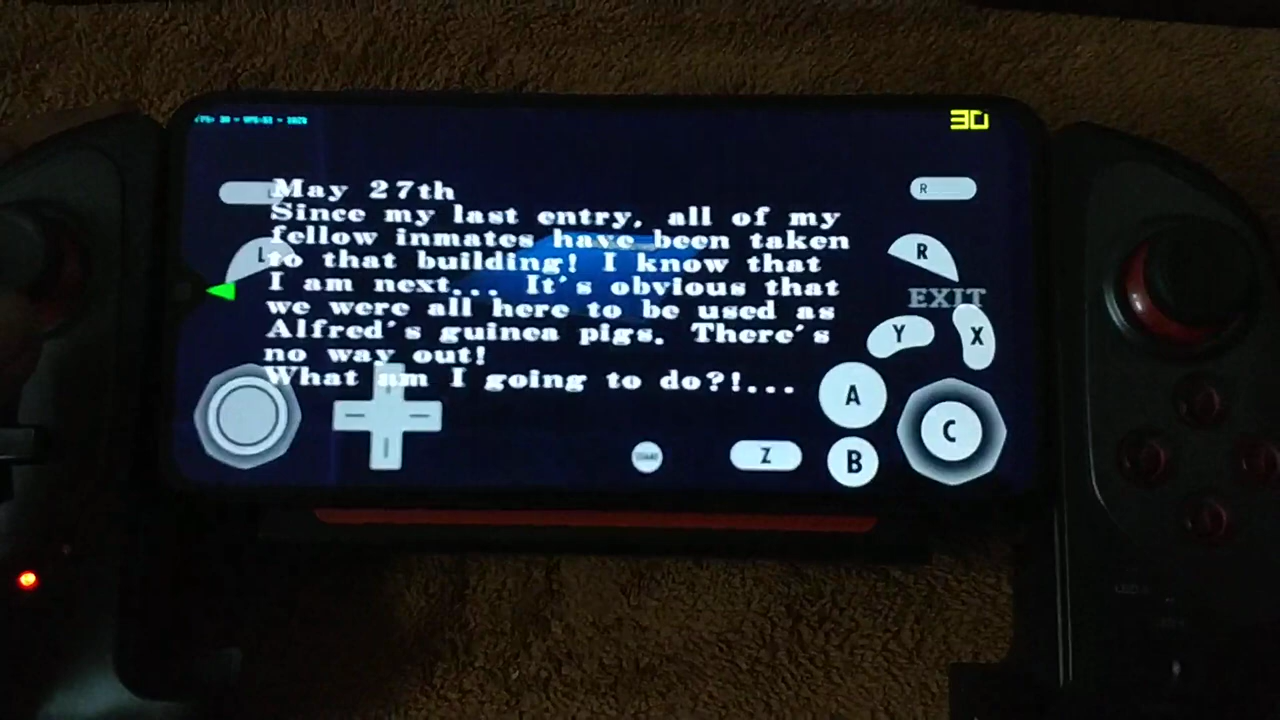 30
May 27th
Since my last entry, all of my
fellow inmates have been taken
to that building! I know that
I am next... It's obvious that
we were all here to be used as
Alfred's guinea pigs. There's
no way out!
What am I going to do?!...
R
L
R
EXIT
Y
X
A
C
START
Z
B